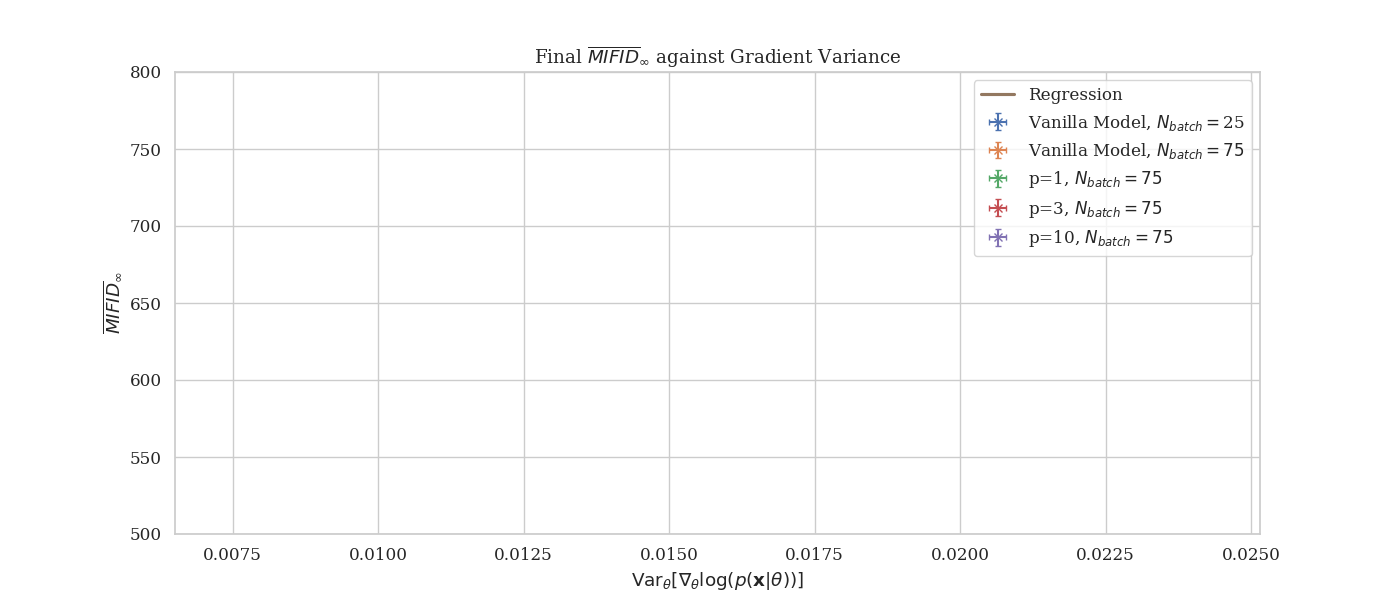 Final $\overline{MIFID}_\infty$ against Gradient Variance
800
750
700
650
600
550
500
$\overline{MIFID}_\infty$
Regression
Vanilla Model, $N_{batch} = 25$
Vanilla Model, $N_{batch} = 75$
p=1, $N_{batch} = 75$
p=3, $N_{batch} = 75$
p=10, $N_{batch} = 75$
0.0075 0.0100 0.0125 0.0150 0.0175 0.0200 0.0225 0.0250
$\mathrm{Var}_\theta[\nabla_\theta \log(p(\mathbf{x}|\theta))]$